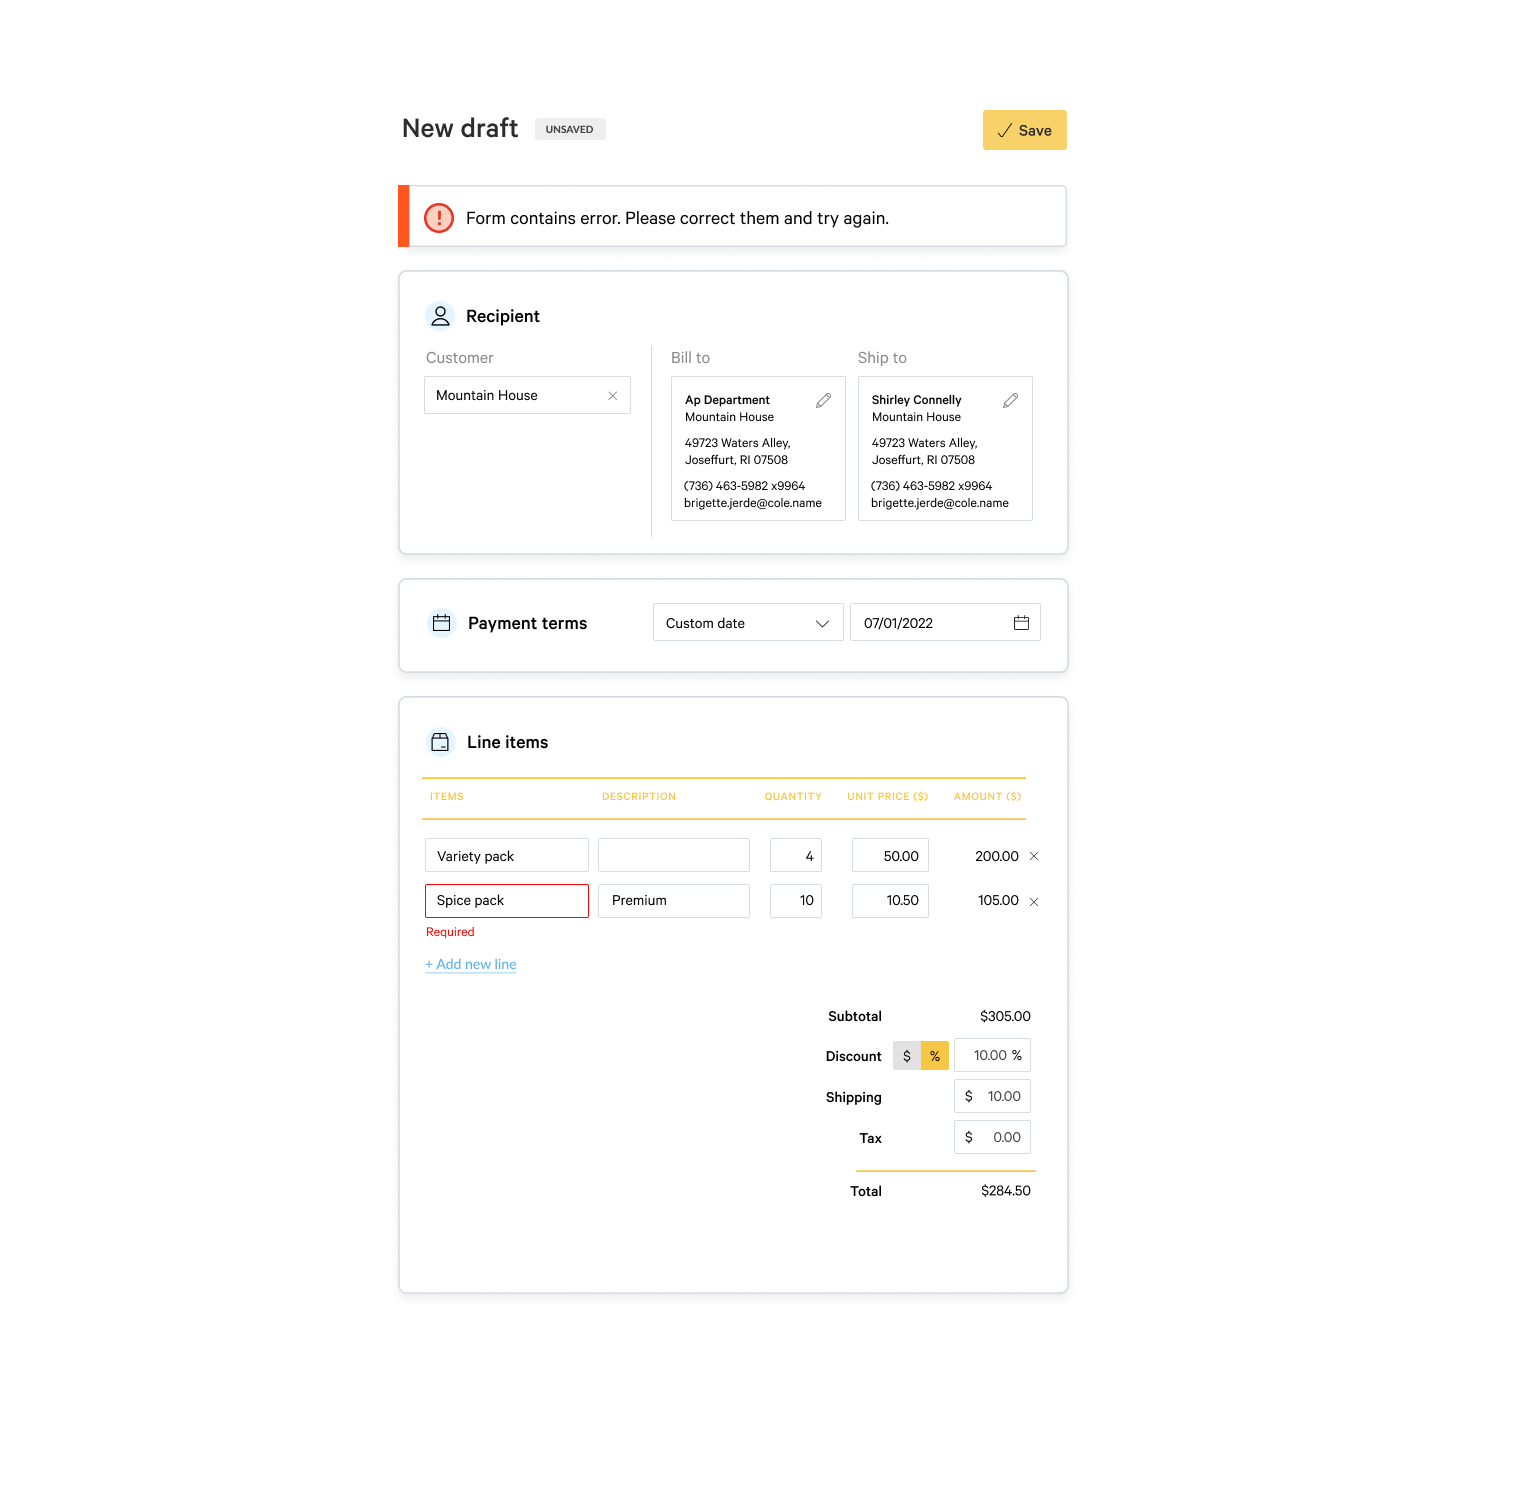 New draft UNSAVED Save
Form contains error. Please correct them and try again.
Recipient
Customer
Mountain House
Bill to
Ap Department
Mountain House
49723 Waters Alley,
Joseffurt, RI 07508
(736) 463-5982 x9964
brigette.jerde@cole.name
Ship to
Shirley Connelly
Mountain House
49723 Waters Alley,
Joseffurt, RI 07508
(736) 463-5982 x9964
brigette.jerde@cole.name
Payment terms Custom date 07/01/2022
Line items
ITEMS DESCRIPTION QUANTITY UNIT PRICE ($) AMOUNT ($)
Variety pack 4 50.00 200.00
Spice pack Premium 10 10.50 105.00
Required
+ Add new line
Subtotal $305.00
Discount $ % 10.00 %
Shipping $ 10.00
Tax $ 0.00
Total $284.50